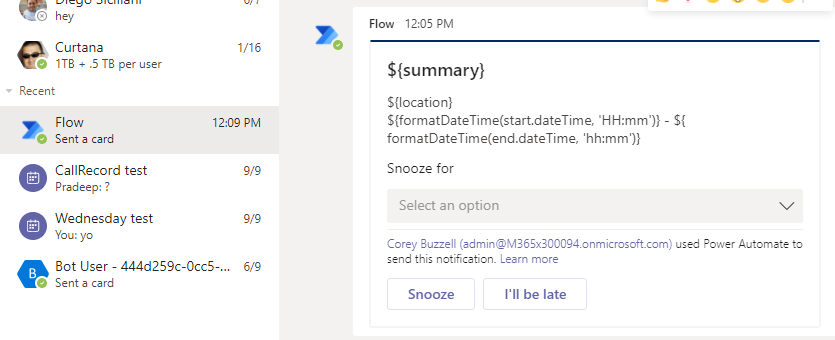 Diego Siciliani 6/7
hey
Curtana 1/16
1TB + .5 TB per user
Recent
Flow 12:09 PM
Sent a card
CallRecord test 9/9
Pradeep: ?
Wednesday test 9/9
You: yo
B
Bot User - 444d259c-0cc5-... 6/9
Sent a card
Flow 12:05 PM
${summary}
${location}
${formatDateTime(start.dateTime, 'HH:mm')} - ${
formatDateTime(end.dateTime, 'hh:mm')}
Snooze for
Select an option
Corey Buzzell (admin@M365x300094.onmicrosoft.com) used Power Automate to
send this notification. Learn more
Snooze
I'll be late